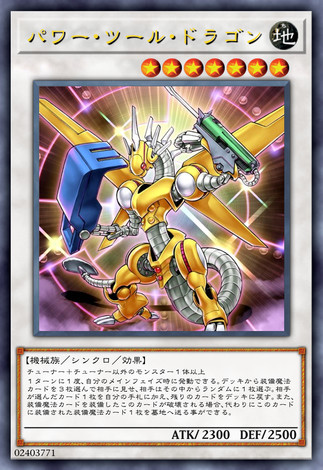 パワー・ツール・ドラゴン
地
【機械族/シンクロ/効果】
チューナー+チューナー以外のモンスター1体以上
1ターンに1度、自分のメインフェイズ時に発動できる。デッキから装備魔法
カードを3枚選んで相手に見せ、相手はその中からランダムに1枚選ぶ。相手
が選んだカード1枚を自分の手札に加え、残りのカードをデッキに戻す。また、
装備魔法カードを装備したこのカードが破壊される場合、代わりにこのカード
に装備された装備魔法カード1枚を墓地へ送る事ができる。
ATK/ 2300 DEF/2500
02403771